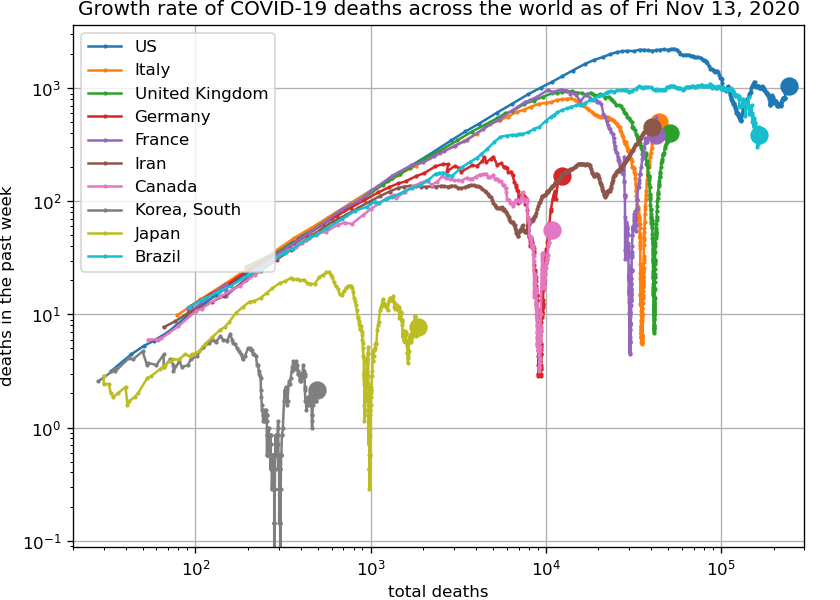 Growth rate of COVID-19 deaths across the world as of Fri Nov 13, 2020
US
Italy
United Kingdom
Germany
France
Iran
Canada
Korea, South
Japan
Brazil
deaths in the past week
10³
10²
10¹
10⁰
10⁻¹
10² 10³ 10⁴ 10⁵
total deaths